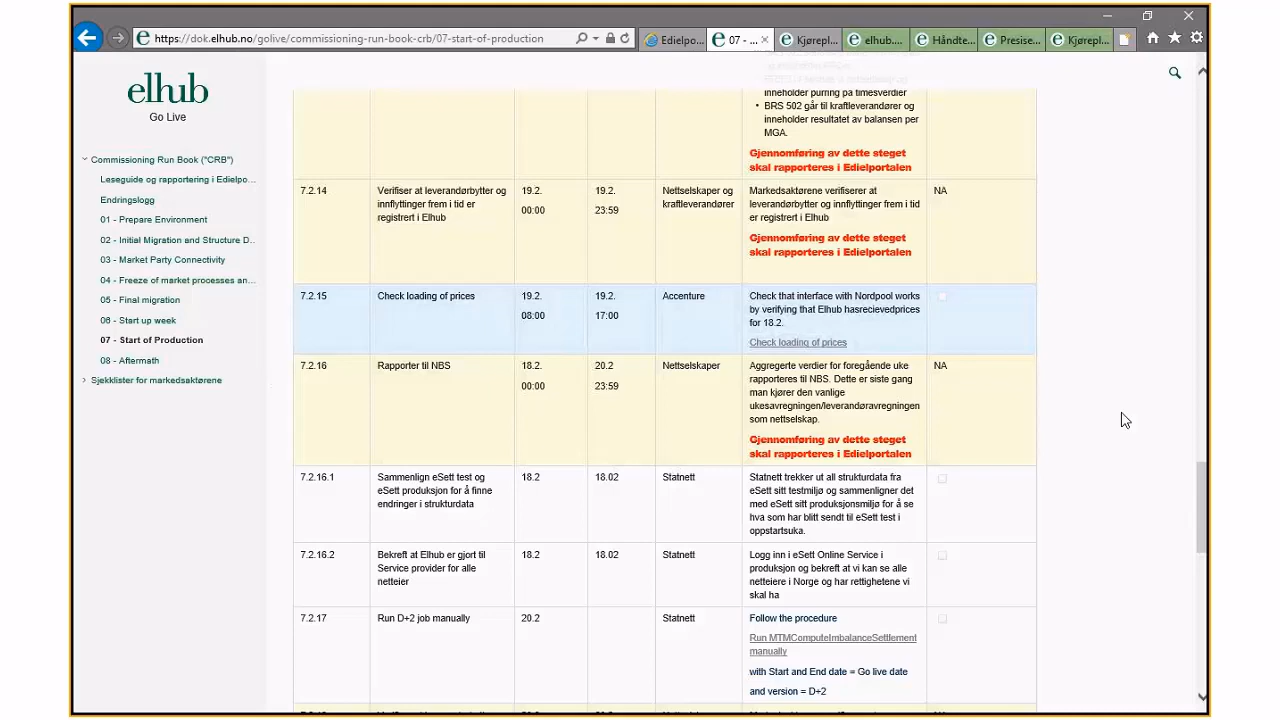 https://dok.elhub.no/golive/commissioning-run-book-crb/07-start-of-production
Edielpo...
07 - ...
Kjørepl...
elhub....
Håndte...
Presise...
Kjørepl...
elhub
Go Live
Commissioning Run Book ("CRB")
Leseguide og rapportering i Edielpo...
Endringslogg
01 - Prepare Environment
02 - Initial Migration and Structure D...
03 - Market Party Connectivity
04 - Freeze of market processes an...
05 - Final migration
06 - Start up week
07 - Start of Production
08 - Aftermath
Sjekklister for markedsaktørene
inneholder purring på timesverdier
• BRS 502 går til kraftleverandører og
inneholder resultatet av balansen per
MGA.
Gjennomføring av dette steget
skal rapporteres i Edielportalen
7.2.14
Verifiser at leverandørbytter og
innflyttinger frem i tid er
registrert i Elhub
19.2.
00:00
19.2.
23:59
Nettselskaper og
kraftleverandører
Markedsaktørene verifiserer at
leverandørbytter og innflyttinger frem i tid
er registrert i Elhub
Gjennomføring av dette steget
skal rapporteres i Edielportalen
NA
7.2.15
Check loading of prices
19.2.
08:00
19.2.
17:00
Accenture
Check that interface with Nordpool works
by verifying that Elhub hasrecievedprices
for 18.2.
Check loading of prices
7.2.16
Rapporter til NBS
18.2.
00:00
20.2
23:59
Nettselskaper
Aggregerte verdier for foregående uke
rapporteres til NBS. Dette er siste gang
man kjører den vanlige
ukesavregningen/leverandøravregningen
som nettselskap.
Gjennomføring av dette steget
skal rapporteres i Edielportalen
NA
7.2.16.1
Sammenlign eSett test og
eSett produksjon for å finne
endringer i strukturdata
18.2
18.02
Statnett
Statnett trekker ut all strukturdata fra
eSett sitt testmiljø og sammenligner det
med eSett sitt produksjonsmiljø for å se
hva som har blitt sendt til eSett test i
oppstartsuka.
7.2.16.2
Bekreft at Elhub er gjort til
Service provider for alle
netteier
18.2
18.02
Statnett
Logg inn i eSett Online Service i
produksjon og bekreft at vi kan se alle
netteiere i Norge og har rettighetene vi
skal ha
7.2.17
Run D+2 job manually
20.2
Statnett
Follow the procedure
Run MTMComputeImbalanceSettlement
manually
with Start and End date = Go live date
and version = D+2